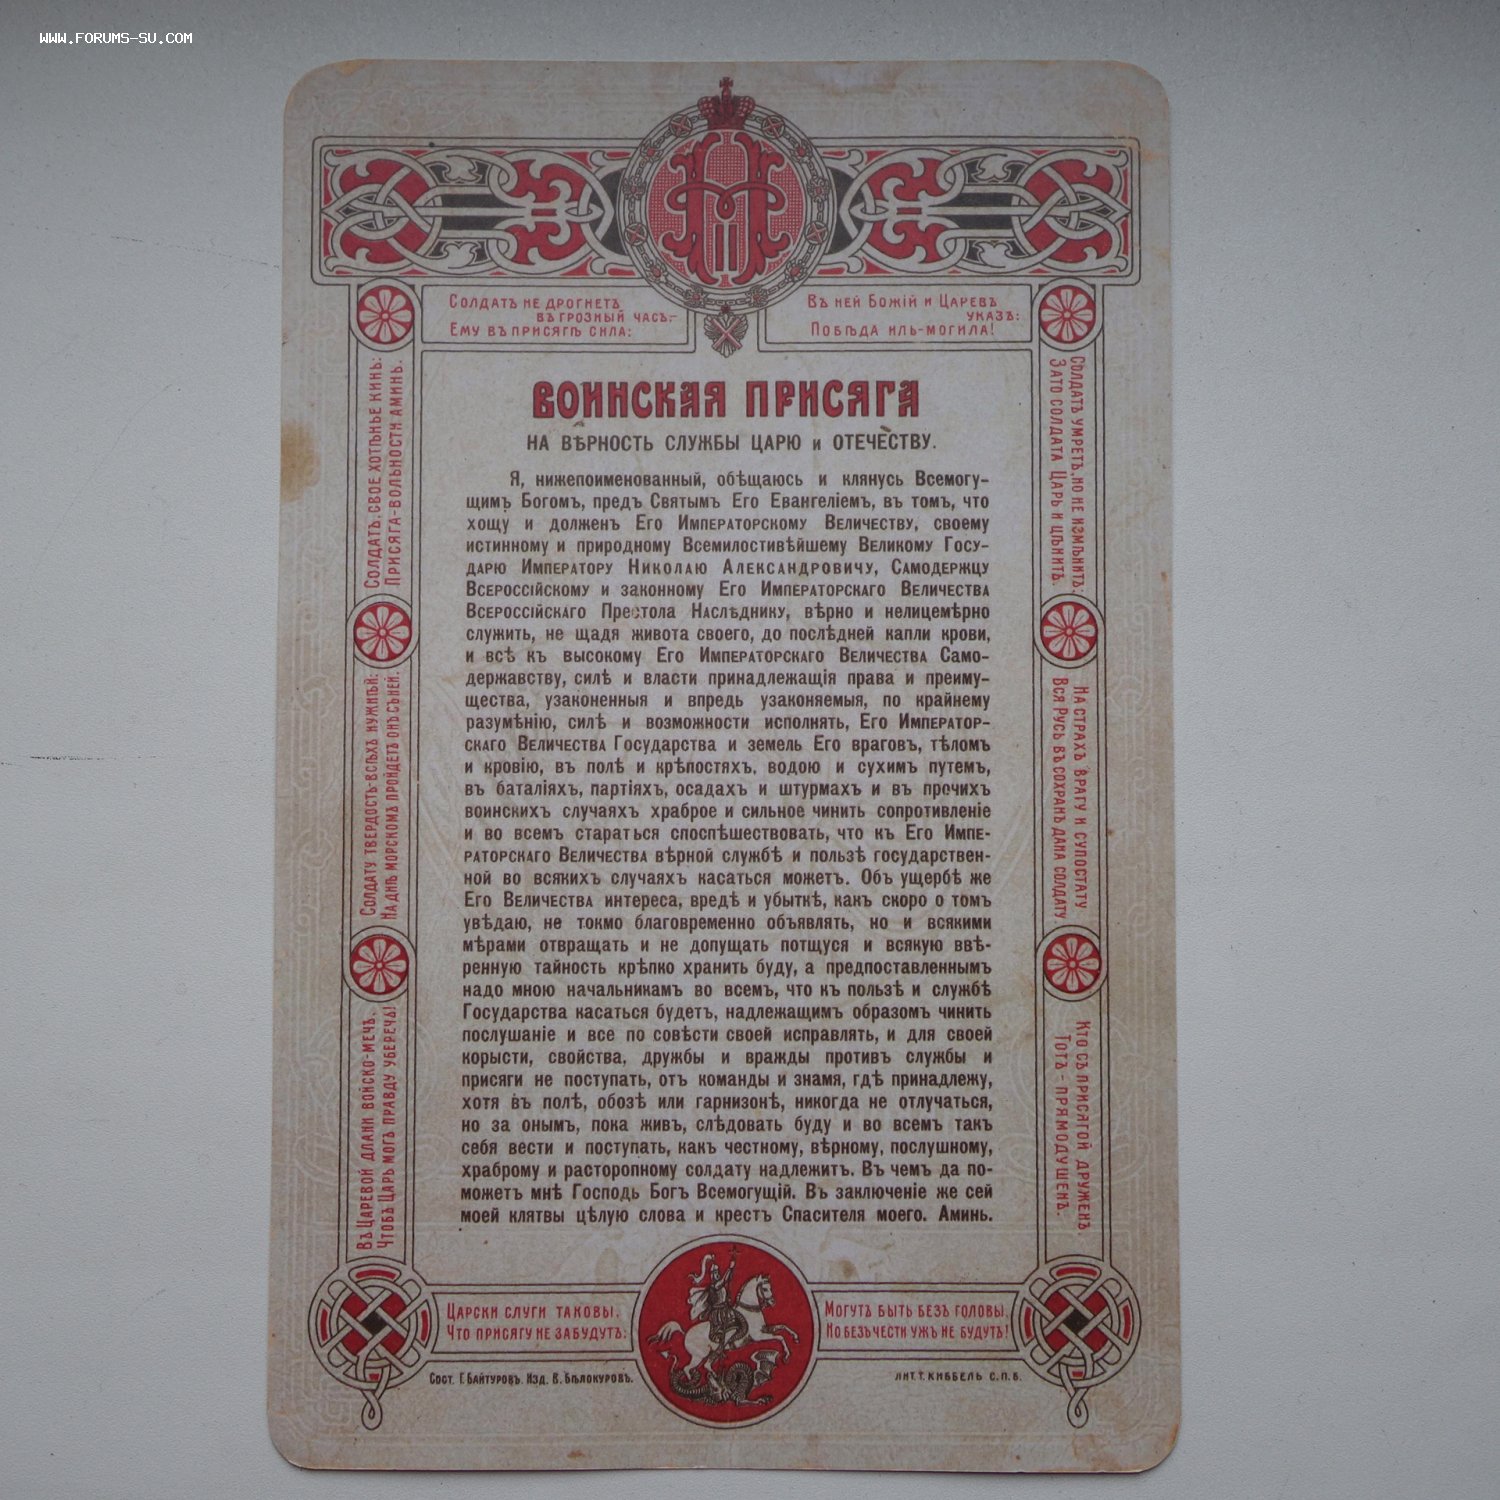 WWW.FORUMS-SU.COM
II
Солдатъ не дрогнетъ
въ грозный часъ,—
Ему въ присягѣ сила:
Въ ней Божій и Царевъ
указъ:
Побѣда иль-могила!
ВОИНСКАЯ ПРИСЯГА
НА ВѢРНОСТЬ СЛУЖБЫ ЦАРЮ и ОТЕЧЕСТВУ.
Я, нижепоименованный, обѣщаюсь и клянусь Всемогу-
щимъ Богомъ, предъ Святымъ Его Евангеліемъ, въ томъ, что
хощу и долженъ Его Императорскому Величеству, своему
истинному и природному Всемилостивѣйшему Великому Госу-
дарю Императору Николаю Александровичу, Самодержцу
Всероссійскому и законному Его Императорскаго Величества
Всероссійскаго Престола Наслѣднику, вѣрно и нелицемѣрно
служить, не щадя живота своего, до послѣдней капли крови,
и всѣ къ высокому Его Императорскаго Величества Само-
державству, силѣ и власти принадлежащія права и преиму-
щества, узаконенныя и впредь узаконяемыя, по крайнему
разумѣнію, силѣ и возможности исполнять, Его Император-
скаго Величества Государства и земель Его враговъ, тѣломъ
и кровію, въ полѣ и крѣпостяхъ, водою и сухимъ путемъ,
въ баталіяхъ, партіяхъ, осадахъ и штурмахъ и въ прочихъ
воинскихъ случаяхъ храброе и сильное чинить сопротивленіе
и во всемъ стараться споспѣшествовать, что къ Его Импе-
раторскаго Величества вѣрной службѣ и пользѣ государствен-
ной во всякихъ случаяхъ касаться можетъ. Объ ущербѣ же
Его Величества интереса, вредѣ и убыткѣ, какъ скоро о томъ
увѣдаю, не токмо благовременно объявлять, но и всякими
мѣрами отвращать и не допущать потщуся и всякую ввѣ-
ренную тайность крѣпко хранить буду, а предпоставленнымъ
надо мною начальникамъ во всемъ, что къ пользѣ и службѣ
Государства касаться будетъ, надлежащимъ образомъ чинить
послушаніе и все по совѣсти своей исправлять, и для своей
корысти, свойства, дружбы и вражды противъ службы и
присяги не поступать, отъ команды и знамя, гдѣ принадлежу,
хотя въ полѣ, обозѣ или гарнизонѣ, никогда не отлучаться,
но за онымъ, пока живъ, слѣдовать буду и во всемъ такъ
себя вести и поступать, какъ честному, вѣрному, послушному,
храброму и расторопному солдату надлежитъ. Въ чемъ да по-
можетъ мнѣ Господь Богъ Всемогущій. Въ заключеніе же сей
моей клятвы цѣлую слова и крестъ Спасителя моего. Аминь.
Солдатъ, свое хотѣнье кинь:
Присяга-вольности аминь.
Солдату твердость-всѣхъ нужнѣй:
На днѣ морскомъ пройдетъ онъ съ ней.
Въ Царевой длани войско-мечъ,
Чтобъ Царь могъ правду уберечь!
Солдатъ умретъ, но не измѣнитъ:
Зато солдата Царь и цѣнитъ.
На страхъ врагу и супостату
Вся Русь въ сохранъ дана солдату
Кто съ присягой друженъ,
Тотъ - прямодушенъ.
Царски слуги таковы,
Что присягу не забудутъ:
Могутъ быть безъ головы,
Но безъ чести ужъ не будутъ!
Сост. Г. Байтуровъ. Изд. В. Бѣлокуровъ.
ЛИТ. Т. КИББЕЛЬ С.П.Б.